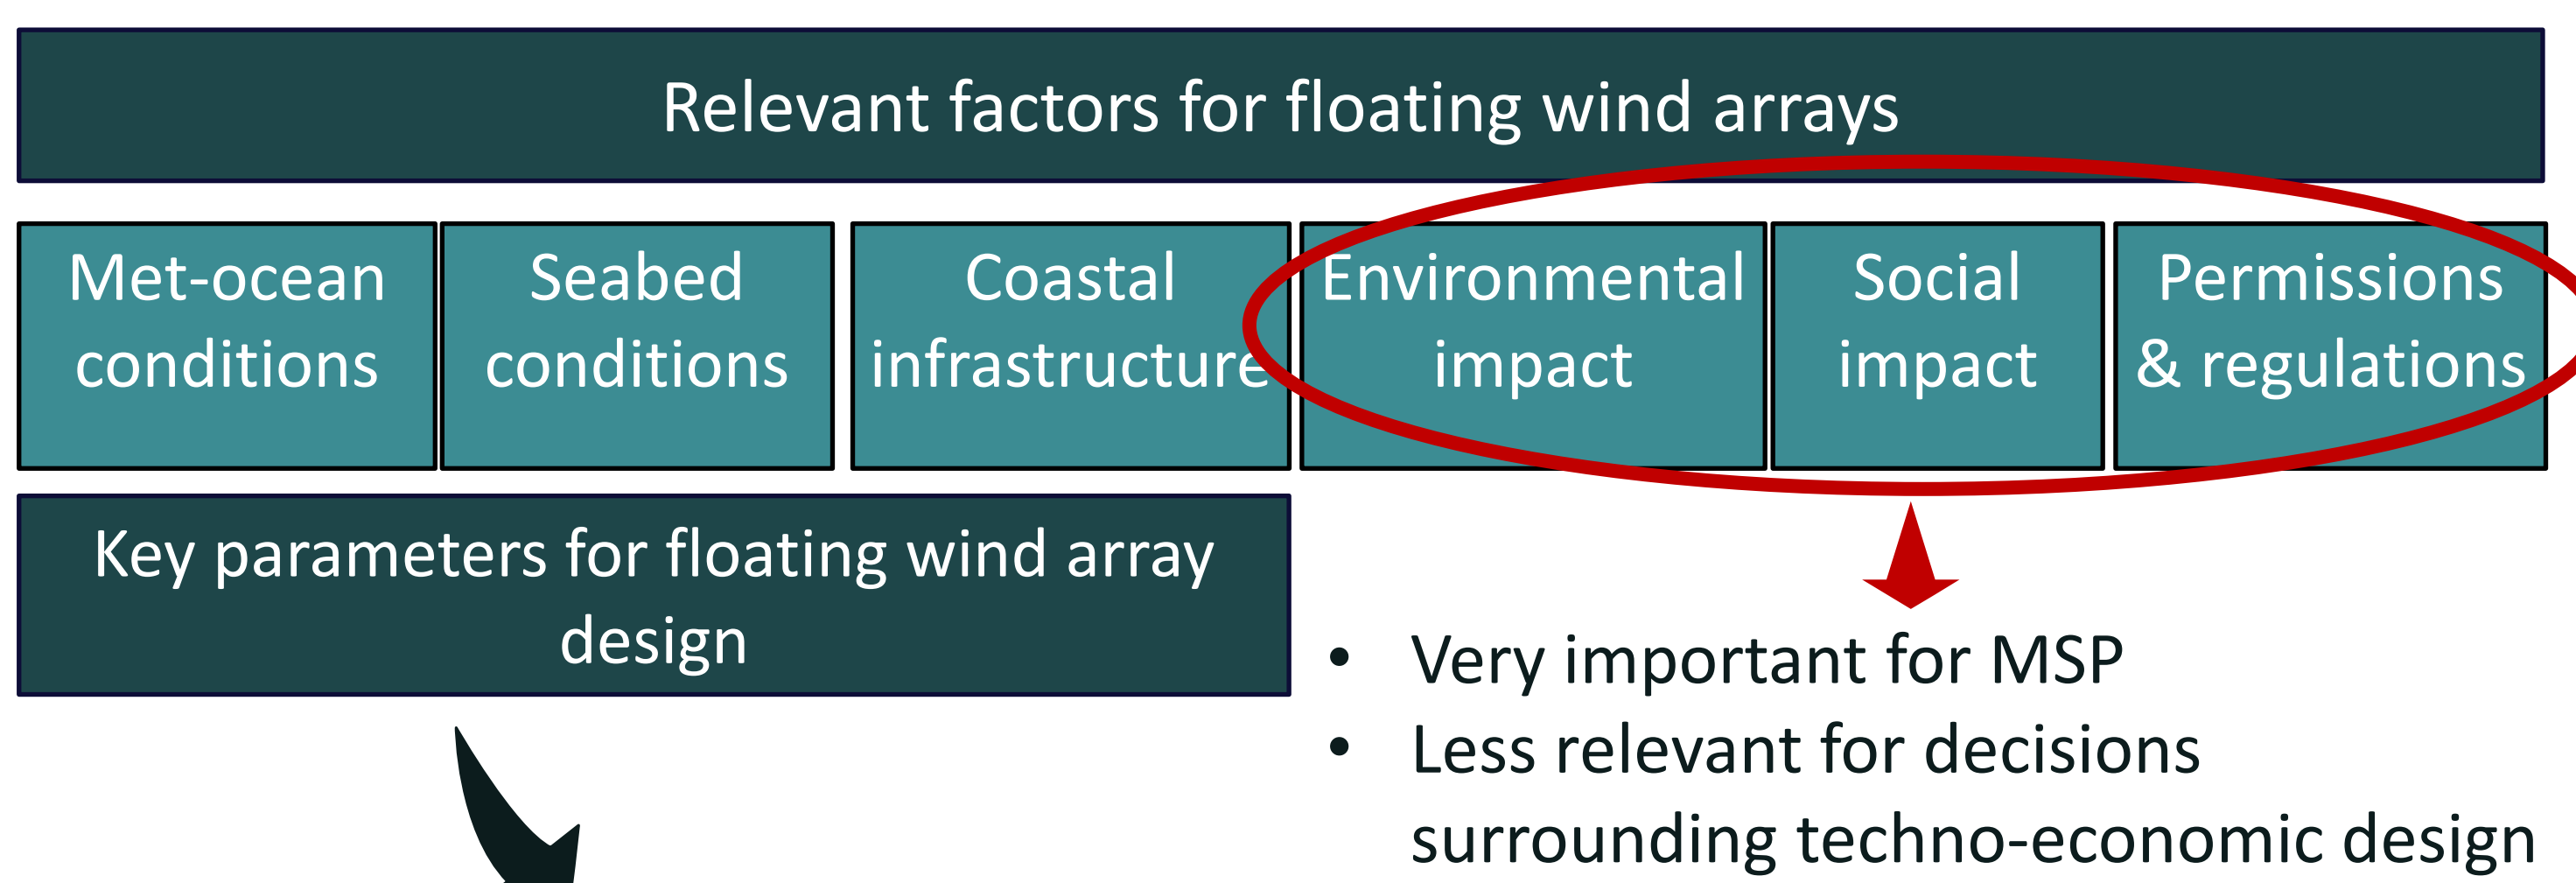 Relevant factors for floating wind arrays
Met-ocean
conditions
Seabed
conditions
Coastal
infrastructure
Environmental
impact
Social
impact
Permissions
& regulations
Key parameters for floating wind array
design
• Very important for MSP
• Less relevant for decisions
surrounding techno-economic design